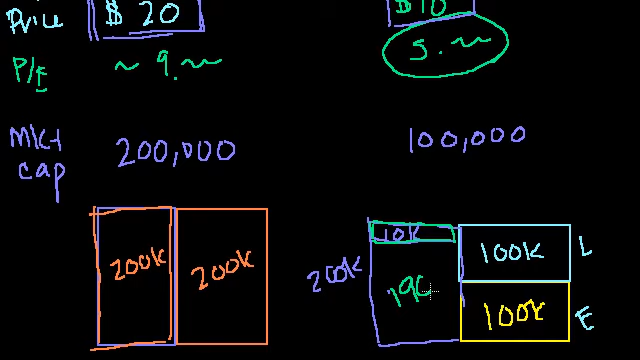 Price $ 20 $10
P/E ~ 9.~ 5.~
Mkt cap 200,000 100,000
200k 200k 200k 10k 100k L
190 100k E